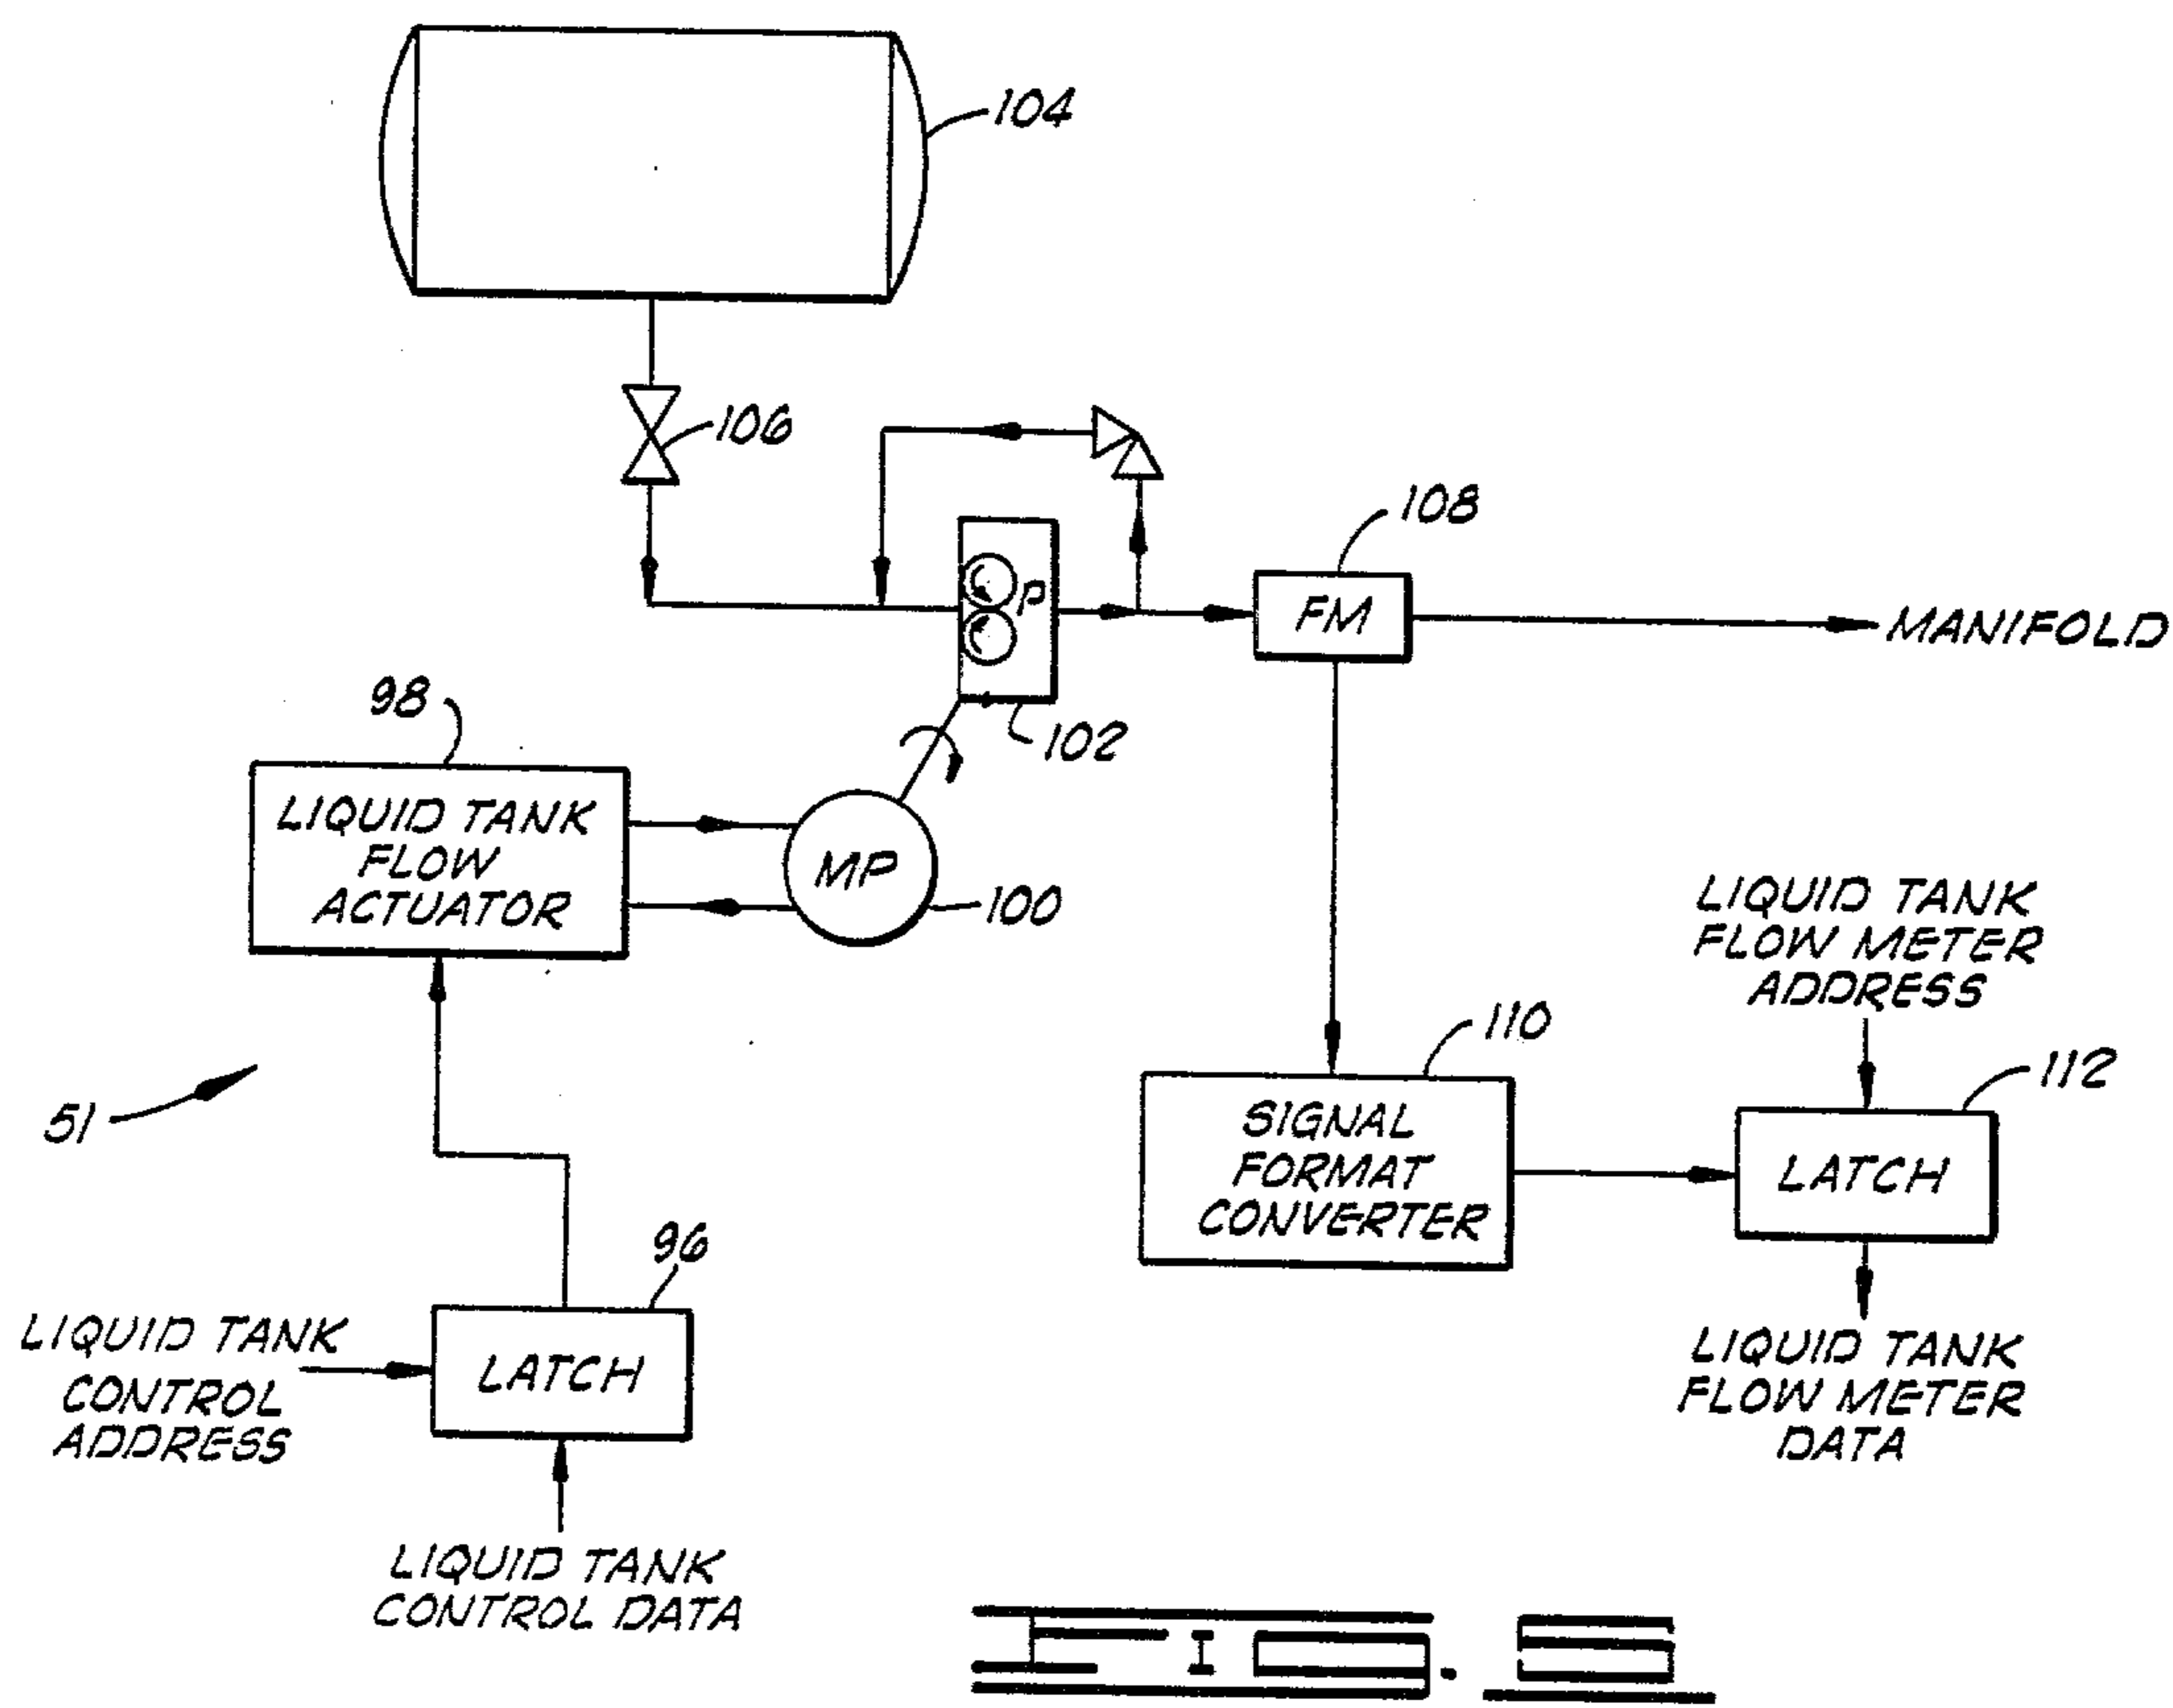 104
106
108
P
FM
MANIFOLD
98
102
LIQUID TANK
FLOW
ACTUATOR
MP
100
LIQUID TANK
FLOW METER
ADDRESS
110
112
51
SIGNAL
FORMAT
CONVERTER
LATCH
96
LIQUID TANK
CONTROL
ADDRESS
LATCH
LIQUID TANK
FLOW METER
DATA
LIQUID TANK
CONTROL DATA
FIG.